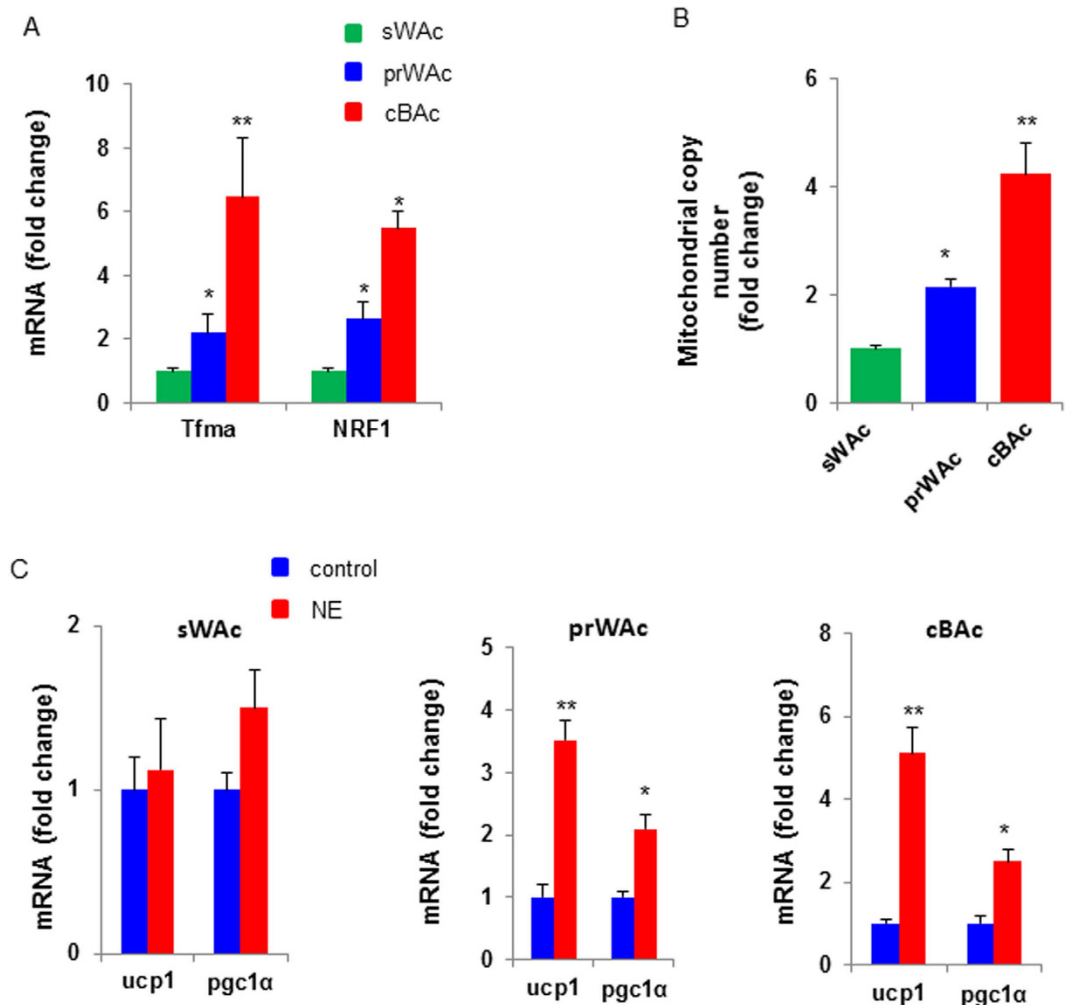 A
sWAc
prWAc
cBAc
mRNA (fold change)
10
8
6
4
2
0
*
**
*
*
Tfma
NRF1
B
Mitochondrial copy
number
(fold change)
6
4
2
0
*
**
sWAc
prWAc
cBAc
C
control
NE
sWAc
mRNA (fold change)
2
1
0
ucp1
pgc1α
prWAc
mRNA (fold change)
5
4
3
2
1
0
**
*
ucp1
pgc1α
cBAc
mRNA (fold change)
8
6
4
2
0
**
*
ucp1
pgc1α